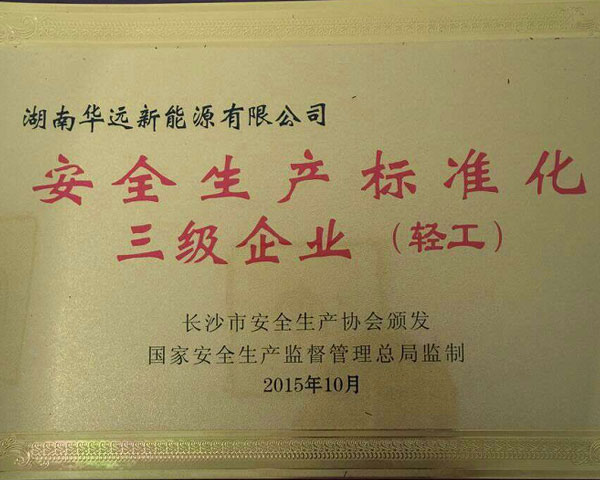 湖南华远新能源有限公司
安全生产标准化
三级企业（轻工）
长沙市安全生产协会颁发
国家安全生产监督管理总局监制
2015年10月